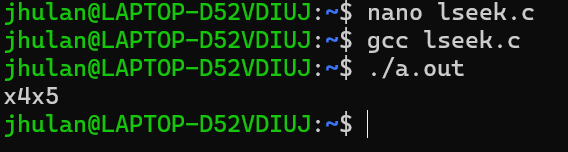 jhulan@LAPTOP-D52VDIUJ:~$ nano lseek.c
jhulan@LAPTOP-D52VDIUJ:~$ gcc lseek.c
jhulan@LAPTOP-D52VDIUJ:~$ ./a.out
x4x5
jhulan@LAPTOP-D52VDIUJ:~$